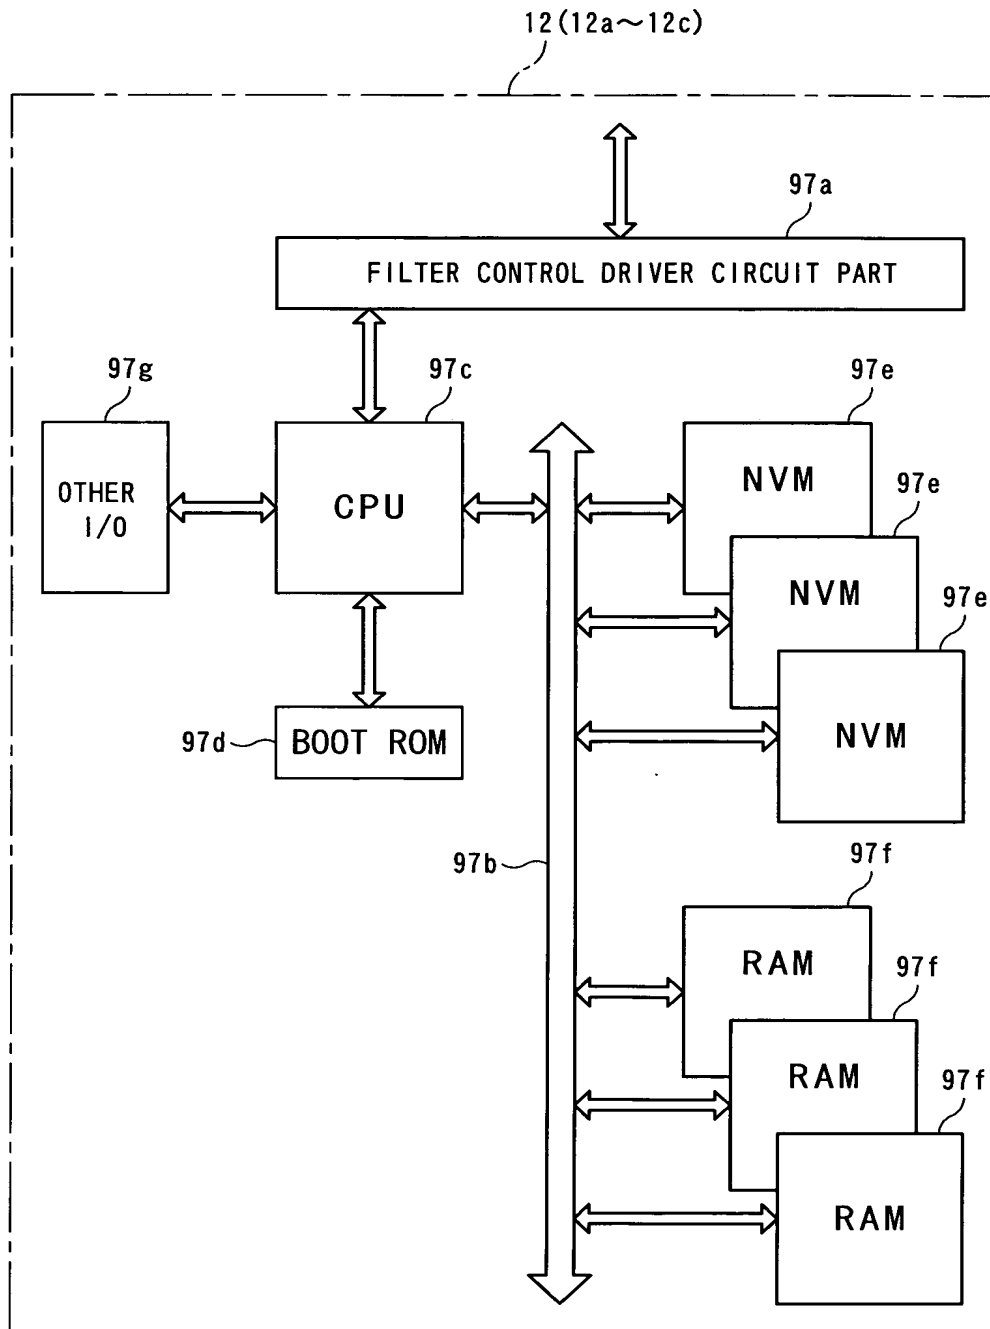 12(12a～12c)
97a
FILTER CONTROL DRIVER CIRCUIT PART
97g
97c
97e
OTHER
I/O
CPU
NVM
97e
NVM
97e
NVM
97d
BOOT ROM
97b
97f
RAM
97f
RAM
97f
RAM